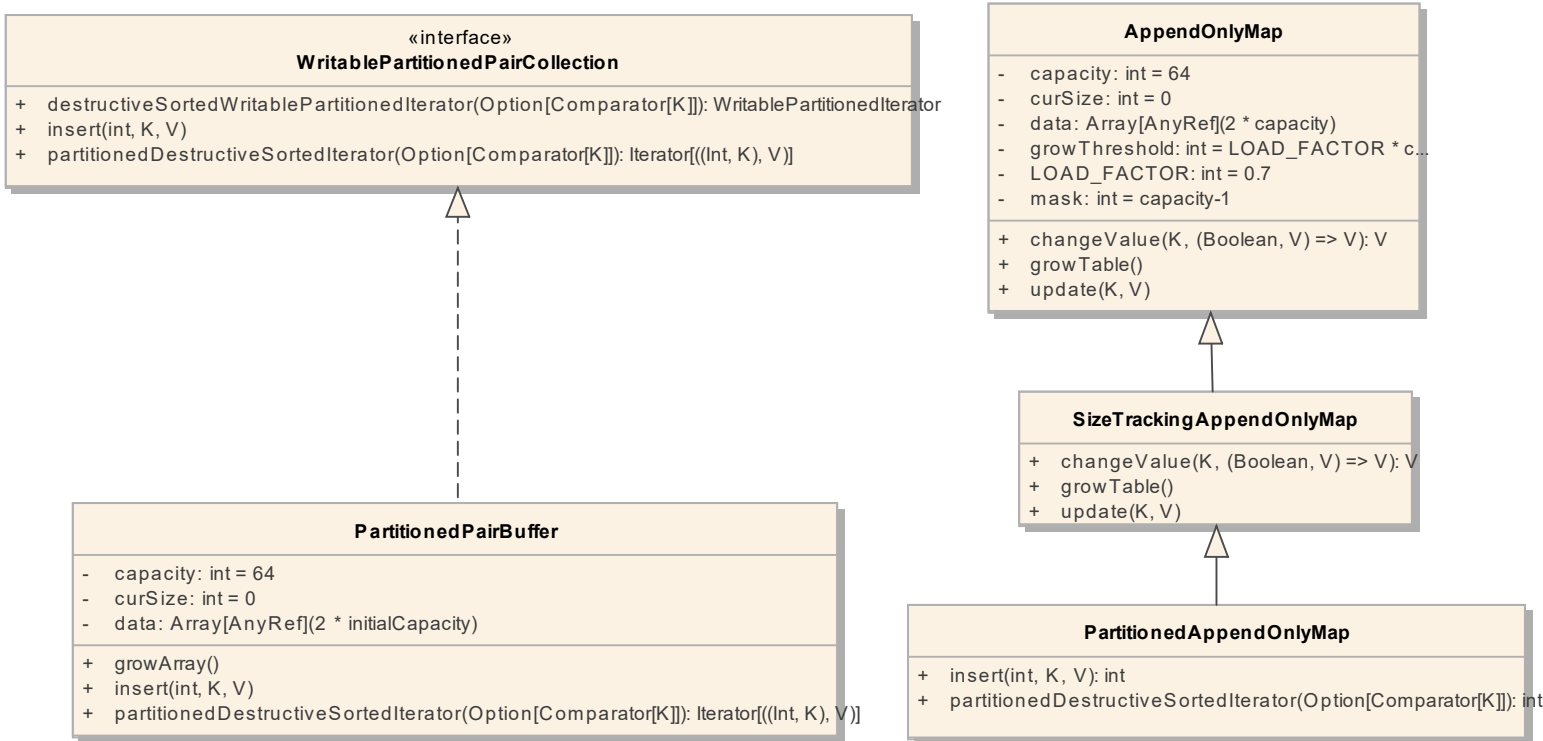 «interface»
WritablePartitionedPairCollection
+ destructiveSortedWritablePartitionedIterator(Option[Comparator[K]]): WritablePartitionedIterator
+ insert(int, K, V)
+ partitionedDestructiveSortedIterator(Option[Comparator[K]]): Iterator[((Int, K), V)]
AppendOnlyMap
- capacity: int = 64
- curSize: int = 0
- data: Array[AnyRef](2 * capacity)
- growThreshold: int = LOAD_FACTOR * c...
- LOAD_FACTOR: int = 0.7
- mask: int = capacity-1
+ changeValue(K, (Boolean, V) => V): V
+ growTable()
+ update(K, V)
SizeTrackingAppendOnlyMap
+ changeValue(K, (Boolean, V) => V): V
+ growTable()
+ update(K, V)
PartitionedPairBuffer
- capacity: int = 64
- curSize: int = 0
- data: Array[AnyRef](2 * initialCapacity)
+ growArray()
+ insert(int, K, V)
+ partitionedDestructiveSortedIterator(Option[Comparator[K]]): Iterator[((Int, K), V)]
PartitionedAppendOnlyMap
+ insert(int, K, V): int
+ partitionedDestructiveSortedIterator(Option[Comparator[K]]): int